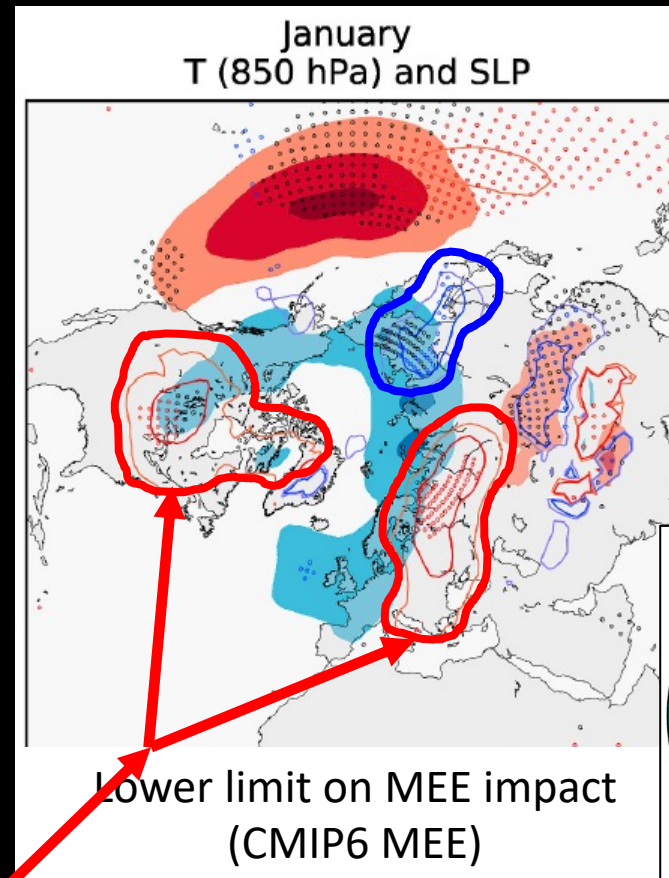 January
T (850 hPa) and SLP
Lower limit on MEE impact
(CMIP6 MEE)